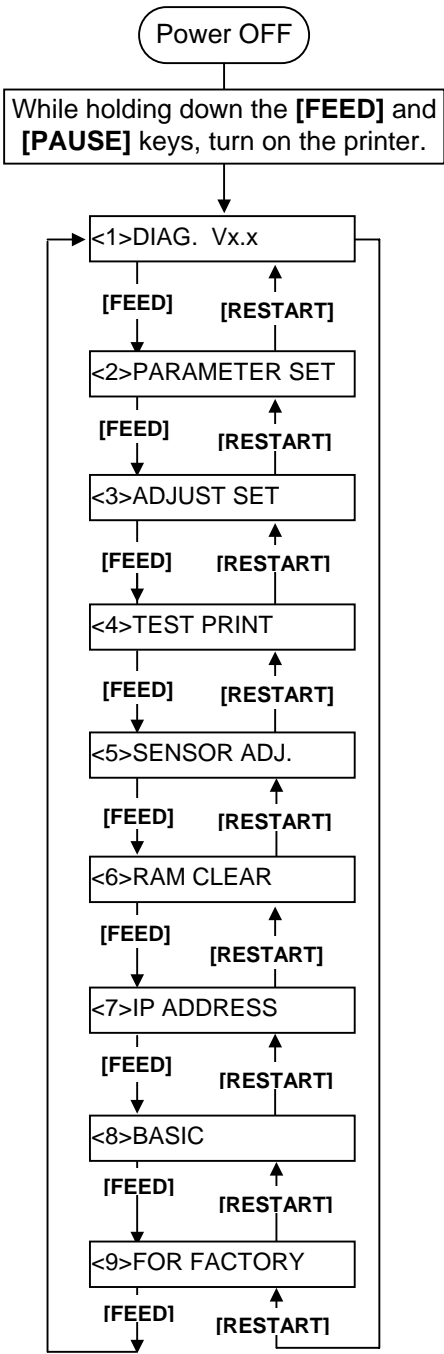 Power OFF
While holding down the [FEED] and
[PAUSE] keys, turn on the printer.
<1>DIAG. Vx.x
[FEED] [RESTART]
<2>PARAMETER SET
[FEED] [RESTART]
<3>ADJUST SET
[FEED] [RESTART]
<4>TEST PRINT
[FEED] [RESTART]
<5>SENSOR ADJ.
[FEED] [RESTART]
<6>RAM CLEAR
[FEED] [RESTART]
<7>IP ADDRESS
[FEED] [RESTART]
<8>BASIC
[FEED] [RESTART]
<9>FOR FACTORY
[FEED] [RESTART]